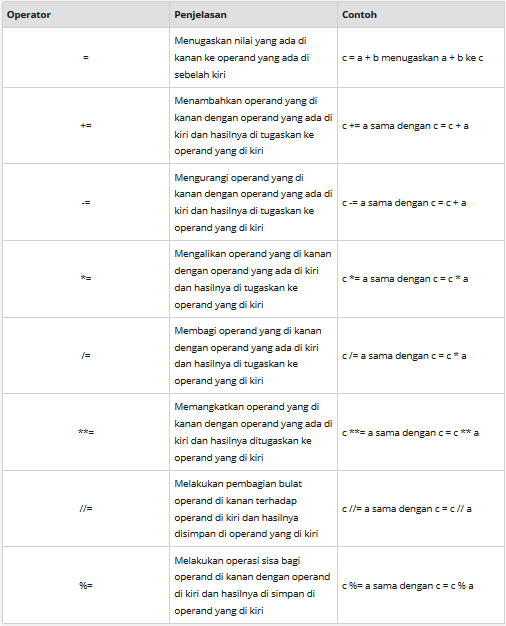 Operator Penjelasan Contoh
= Menugaskan nilai yang ada di kanan ke operand yang ada di sebelah kiri c = a + b menugaskan a + b ke c
+= Menambahkan operand yang di kanan dengan operand yang ada di kiri dan hasilnya di tugaskan ke operand yang di kiri c += a sama dengan c = c + a
-= Mengurangi operand yang di kanan dengan operand yang ada di kiri dan hasilnya di tugaskan ke operand yang di kiri c -= a sama dengan c = c + a
*= Mengalikan operand yang di kanan dengan operand yang ada di kiri dan hasilnya di tugaskan ke operand yang di kiri c *= a sama dengan c = c * a
/= Membagi operand yang di kanan dengan operand yang ada di kiri dan hasilnya di tugaskan ke operand yang di kiri c /= a sama dengan c = c * a
**= Memangkatkan operand yang di kanan dengan operand yang ada di kiri dan hasilnya ditugaskan ke operand yang di kiri c **= a sama dengan c = c ** a
//= Melakukan pembagian bulat operand di kanan terhadap operand di kiri dan hasilnya disimpan di operand yang di kiri c //= a sama dengan c = c // a
%= Melakukan operasi sisa bagi operand di kanan dengan operand di kiri dan hasilnya di simpan di operand yang di kiri c %= a sama dengan c = c % a